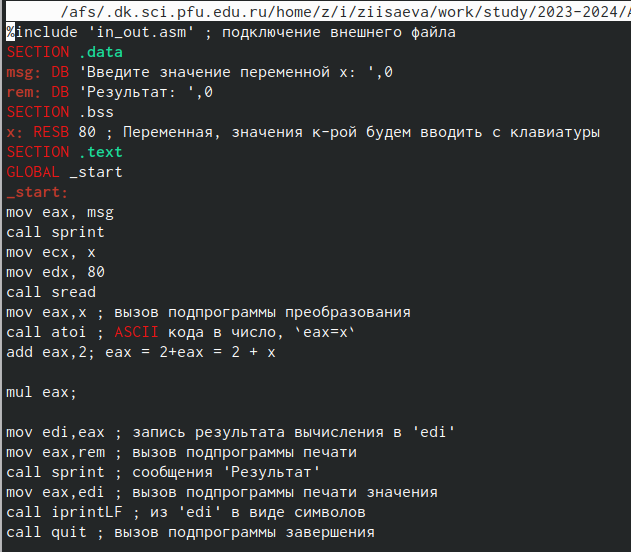 /afs/.dk.sci.pfu.edu.ru/home/z/i/ziisaeva/work/study/2023-2024/
%include 'in_out.asm' ; подключение внешнего файла
SECTION .data
msg: DB 'Введите значение переменной x: ',0
rem: DB 'Результат: ',0
SECTION .bss
x: RESB 80 ; Переменная, значения к-рой будем вводить с клавиатуры
SECTION .text
GLOBAL _start
_start:
mov eax, msg
call sprint
mov ecx, x
mov edx, 80
call sread
mov eax,x ; вызов подпрограммы преобразования
call atoi ; ASCII кода в число, `eax=x`
add eax,2; eax = 2+eax = 2 + x
mul eax;
mov edi,eax ; запись результата вычисления в 'edi'
mov eax,rem ; вызов подпрограммы печати
call sprint ; сообщения 'Результат'
mov eax,edi ; вызов подпрограммы печати значения
call iprintLF ; из 'edi' в виде символов
call quit ; вызов подпрограммы завершения